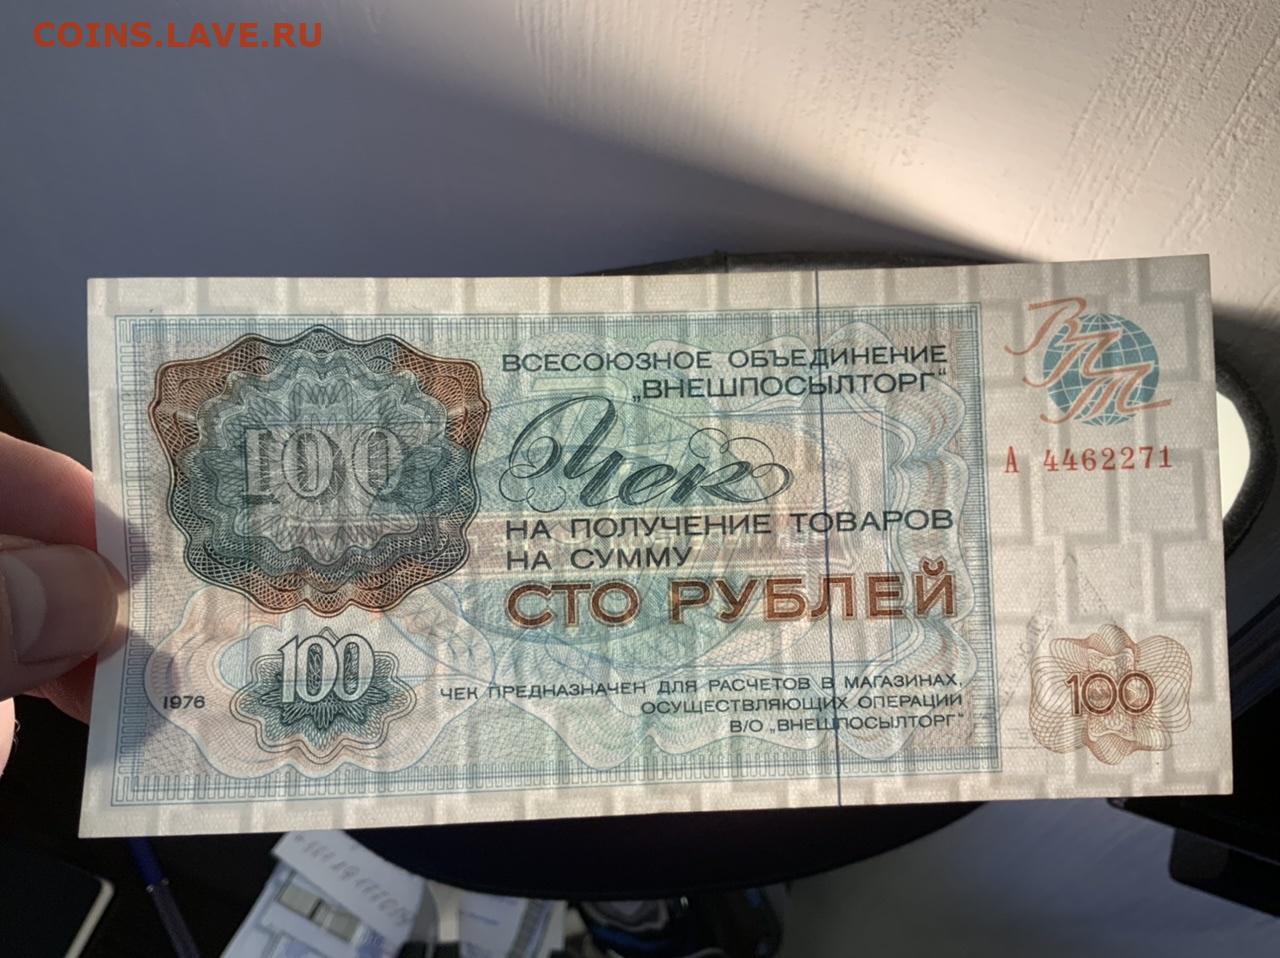 COINS.LAVE.RU
ВСЕСОЮЗНОЕ ОБЪЕДИНЕНИЕ
„ВНЕШПОСЫЛТОРГ“
ВПТ
Чек
А 4462271
100
НА ПОЛУЧЕНИЕ ТОВАРОВ
НА СУММУ
СТО РУБЛЕЙ
100
1976
ЧЕК ПРЕДНАЗНАЧЕН ДЛЯ РАСЧЕТОВ В МАГАЗИНАХ,
ОСУЩЕСТВЛЯЮЩИХ ОПЕРАЦИИ
В/О „ВНЕШПОСЫЛТОРГ“
100